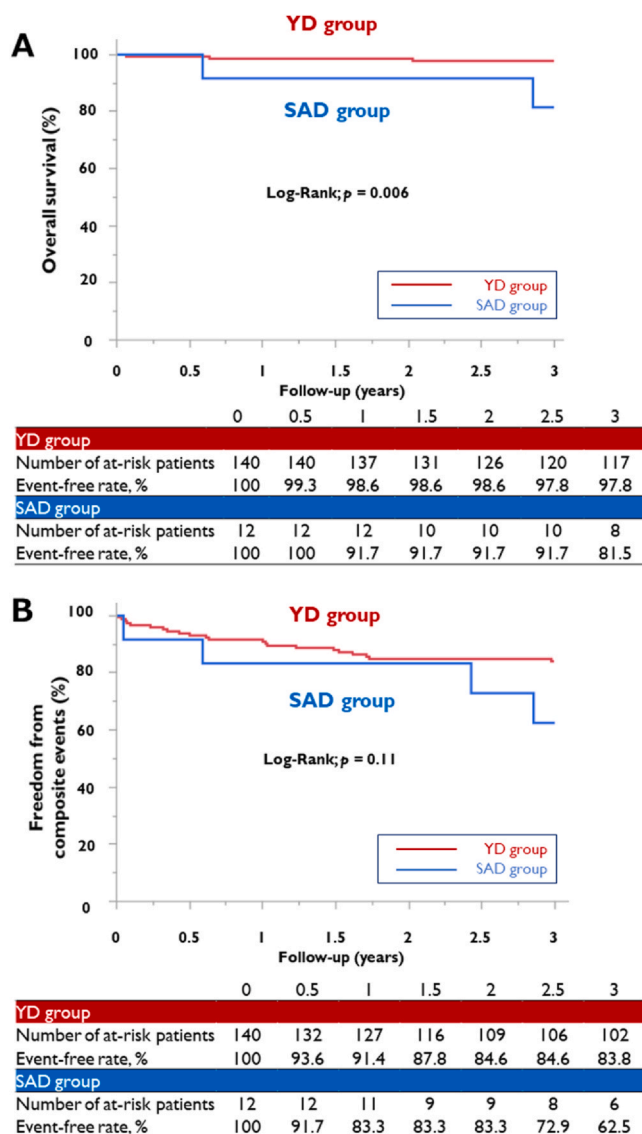 A
YD group
100
80
60
40
20
0
Overall survival (%)
SAD group
Log-Rank; p = 0.006
YD group
SAD group
0 0.5 1 1.5 2 2.5 3
Follow-up (years)
0 0.5 1 1.5 2 2.5 3
YD group
Number of at-risk patients 140 140 137 131 126 120 117
Event-free rate, % 100 99.3 98.6 98.6 98.6 97.8 97.8
SAD group
Number of at-risk patients 12 12 12 10 10 10 8
Event-free rate, % 100 100 91.7 91.7 91.7 91.7 81.5
B
YD group
100
80
60
40
20
0
Freedom from
composite events (%)
SAD group
Log-Rank; p = 0.11
YD group
SAD group
0 0.5 1 1.5 2 2.5 3
Follow-up (years)
0 0.5 1 1.5 2 2.5 3
YD group
Number of at-risk patients 140 132 127 116 109 106 102
Event-free rate, % 100 93.6 91.4 87.8 84.6 84.6 83.8
SAD group
Number of at-risk patients 12 12 11 9 9 8 6
Event-free rate, % 100 91.7 83.3 83.3 83.3 72.9 62.5